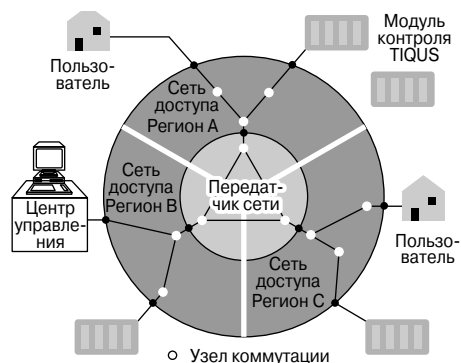 Модуль
контроля
TIQUS
Пользо-
ватель
Сеть
доступа
Регион A
Сеть
доступа
Регион B
Передат-
чик сети
Центр
управле-
ния
Пользо-
ватель
Сеть
доступа
Регион C
Узел коммутации